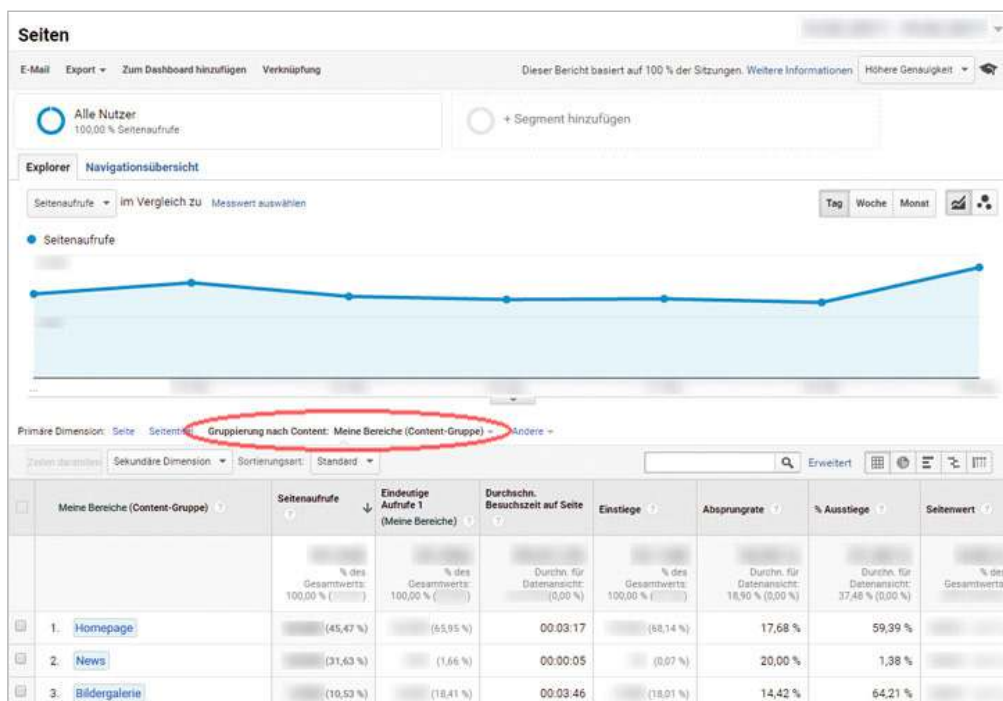 Seiten
E-Mail Export Zum Dashboard hinzufügen Verknüpfung Dieser Bericht basiert auf 100 % der Sitzungen. Weitere Informationen Höhere Genauigkeit
Alle Nutzer
100,00 % Seitenaufrufe
+ Segment hinzufügen
Explorer Navigationsübersicht
Seitenaufrufe im Vergleich zu Messwert auswählen Tag Woche Monat
Seitenaufrufe
...
Primäre Dimension: Seite Gruppierung nach Content: Meine Bereiche (Content-Gruppe) Andere
Sekundäre Dimension Sortierungsart: Standard Erweitert
Meine Bereiche (Content-Gruppe) ?
Seitenaufrufe ?
Eindeutige
Aufrufe 1
(Meine Bereiche) ?
Durchschn.
Besuchszeit auf Seite
?
Einstiege ?
Absprungrate ?
% Ausstiege ?
Seitenwert ?
% des
Gesamtwerts:
100,00 % ( )
% des
Gesamtwerts:
100,00 % ( )
Durchn. für
Datenansicht:
(0,00 %)
% des
Gesamtwerts:
100,00 % ( )
Durchn. für
Datenansicht:
18,90 % (0,00 %)
Durchn. für
Datenansicht:
37,48 % (0,00 %)
% des
1. Homepage (45,47 %) (65,95 %) 00:03:17 (68,14 %) 17,68 % 59,39 %
2. News (31,63 %) (1,66 %) 00:00:05 (0,07 %) 20,00 % 1,38 %
3. Bildergalerie (10,53 %) (18,41 %) 00:03:46 (18,01 %) 14,42 % 64,21 %